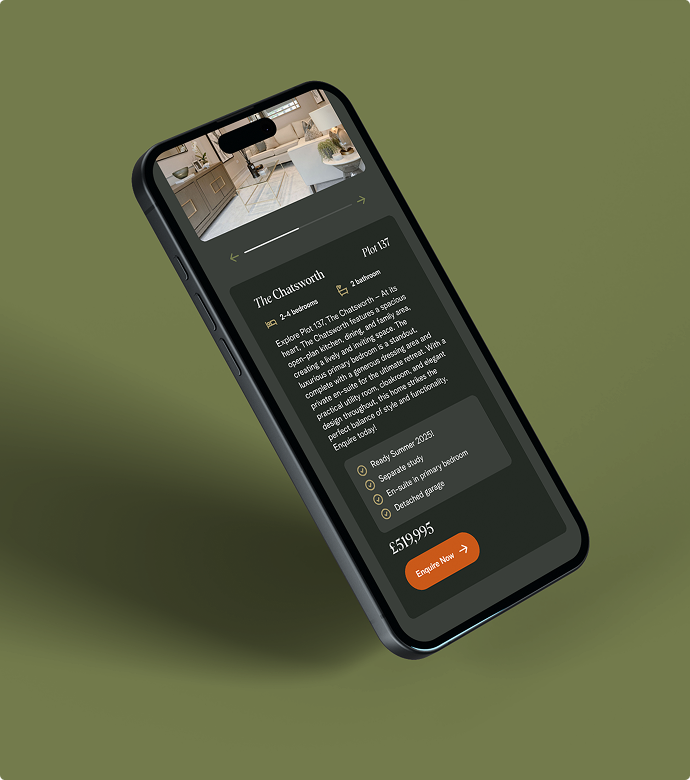 The Chatsworth
Plot 137
2-4 bedrooms
2 bathroom
Explore Plot 137, The Chatsworth – At its
heart, The Chatsworth features a spacious
open-plan kitchen, dining, and family area,
creating a lively and inviting space. The
luxurious primary bedroom is a standout,
complete with a generous dressing area and
private en-suite for the ultimate retreat. With a
practical utility room, cloakroom, and elegant
design throughout, this home strikes the
perfect balance of style and functionality.
Enquire today!
Ready Summer 2025!
Separate study
En-suite in primary bedroom
Detached garage
£519,995
Enquire Now